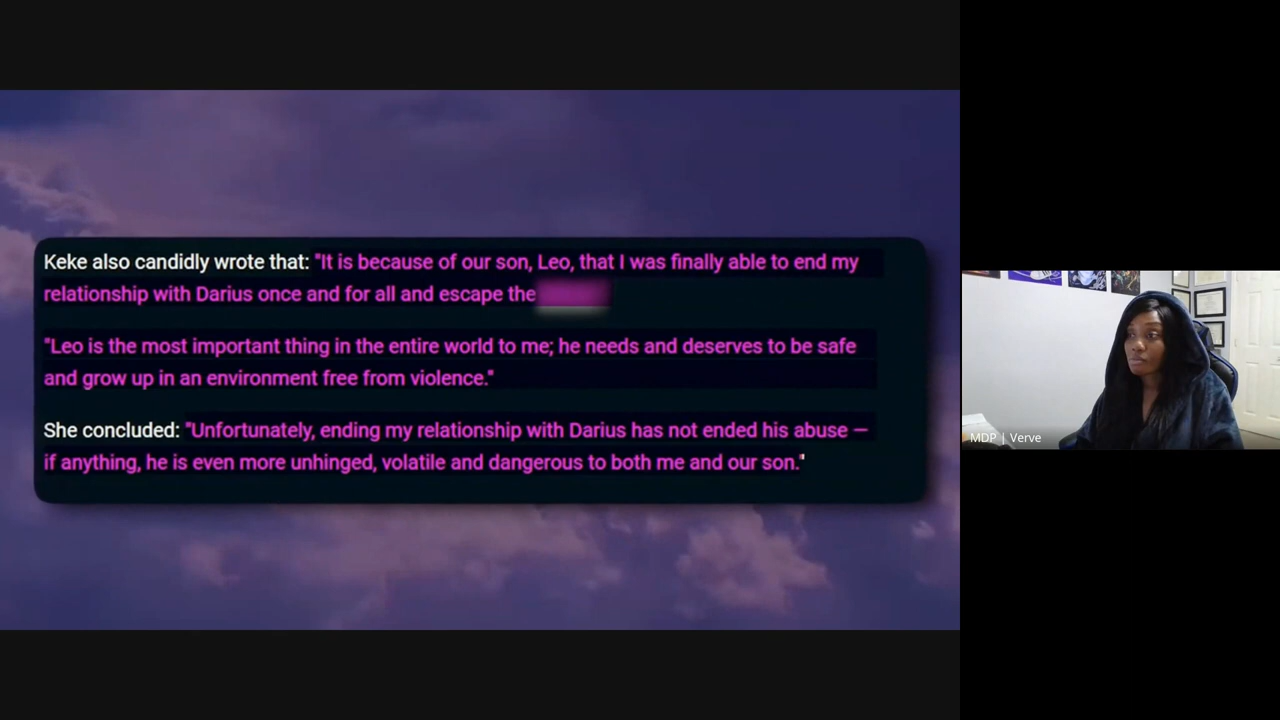 Keke also candidly wrote that: "It is because of our son, Leo, that I was finally able to end my
relationship with Darius once and for all and escape the
"Leo is the most important thing in the entire world to me; he needs and deserves to be safe
and grow up in an environment free from violence."
She concluded: "Unfortunately, ending my relationship with Darius has not ended his abuse —
if anything, he is even more unhinged, volatile and dangerous to both me and our son."
MDP | Verve